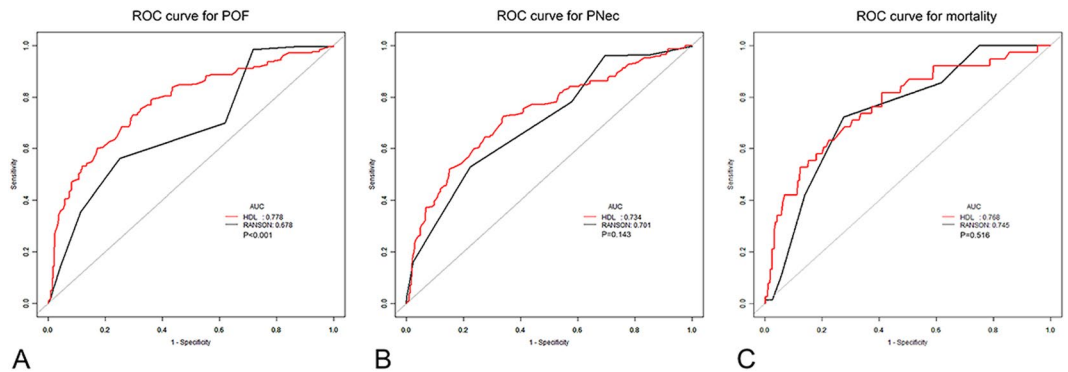 ROC curve for POF
1.0
0.8
0.6
0.4
0.2
0.0
Sensitivity
AUC
HDL : 0.778
RANSON: 0.678
P<0.001
0.0 0.2 0.4 0.6 0.8 1.0
1 - Specificity
A
ROC curve for PNec
1.0
0.8
0.6
0.4
0.2
0.0
Sensitivity
AUC
HDL : 0.734
RANSON: 0.701
P=0.143
0.0 0.2 0.4 0.6 0.8 1.0
1 - Specificity
B
ROC curve for mortality
1.0
0.8
0.6
0.4
0.2
0.0
Sensitivity
AUC
HDL : 0.768
RANSON: 0.745
P=0.516
0.0 0.2 0.4 0.6 0.8 1.0
1 - Specificity
C